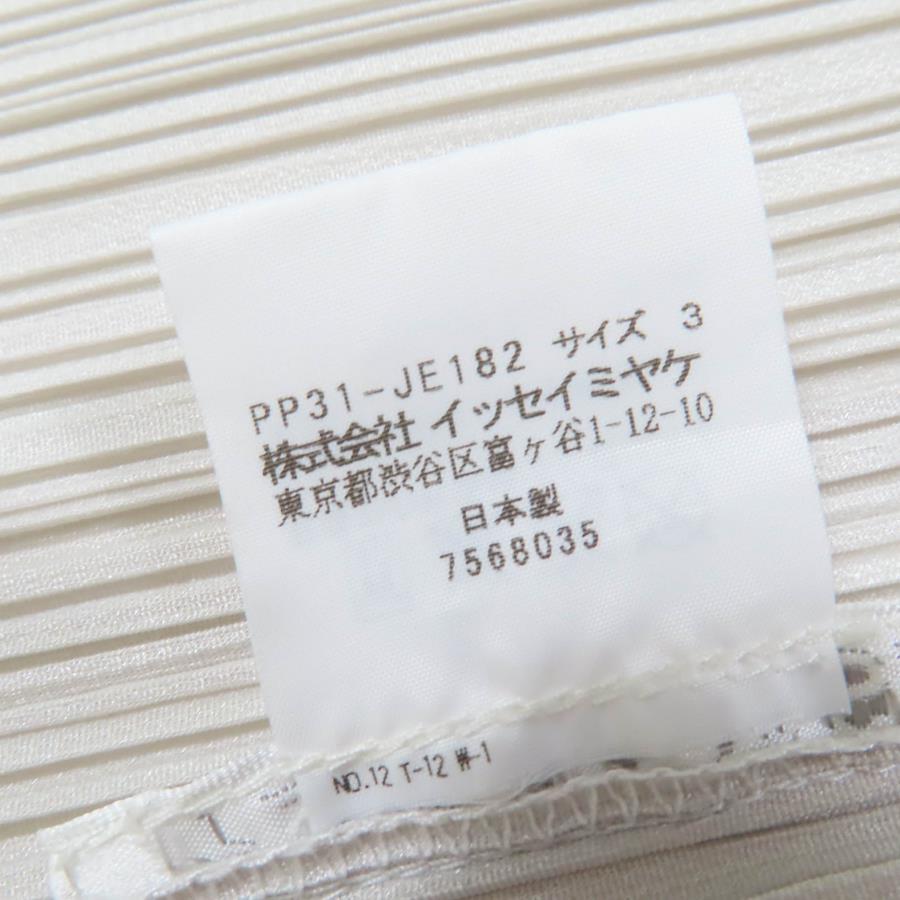 PP31-JE182 サイズ 3
株式会社 イッセイミヤケ
東京都渋谷区富ヶ谷1-12-10
日本製
7568035
NO.12 T-12 W-1